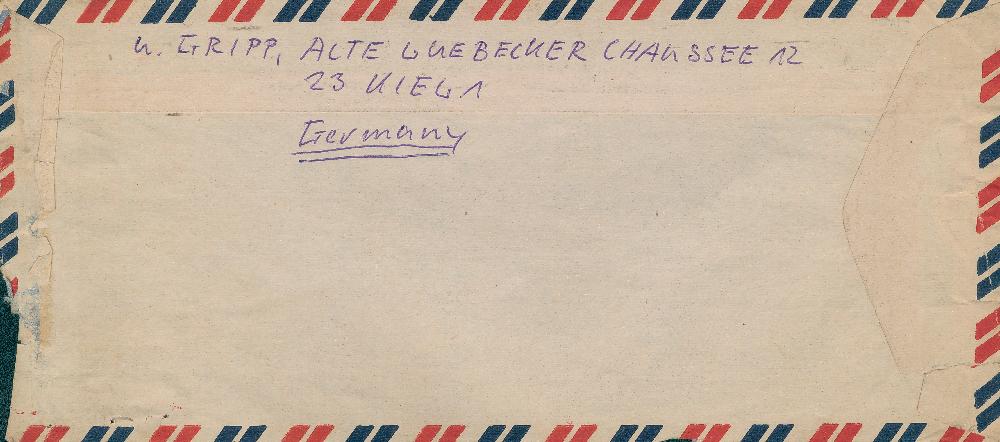 U. GRIPP, ALTE LUEBECKER CHAUSSEE 12
23 KIEL 1
Germany